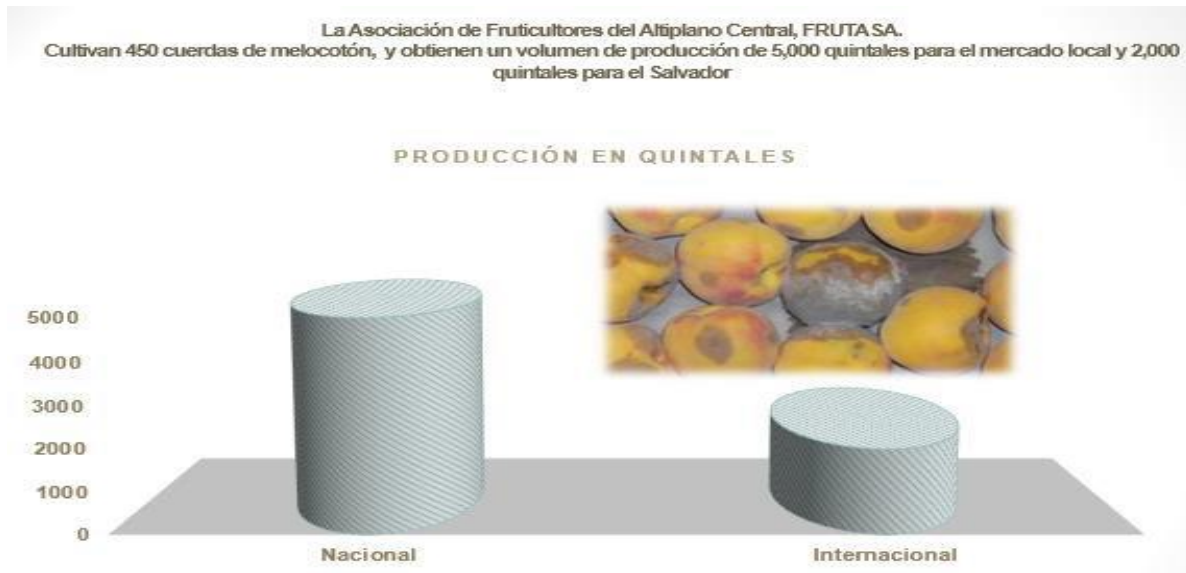 La Asociación de Fruticultores del Altiplano Central, FRUTASA.
Cultivan 450 cuerdas de melocotón, y obtienen un volumen de producción de 5,000 quintales para el mercado local y 2,000
quintales para el Salvador
PRODUCCIÓN EN QUINTALES
5000
4000
3000
2000
1000
0
Nacional
Internacional